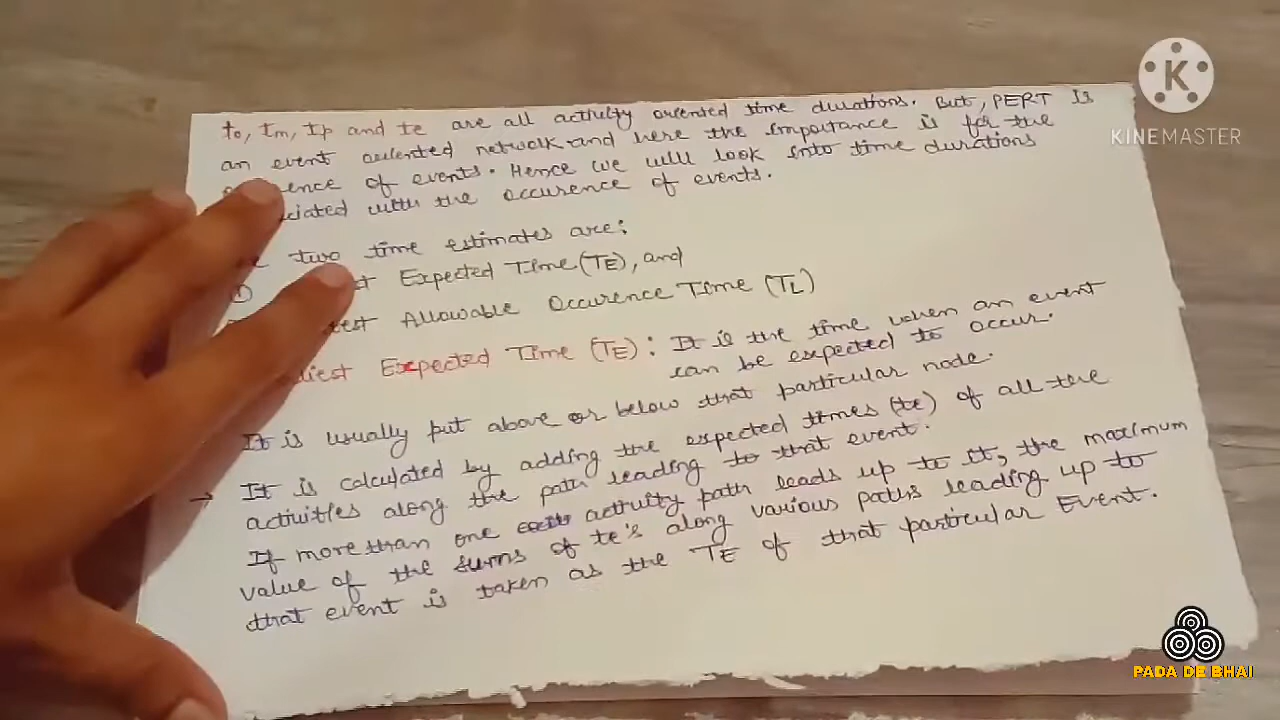 to, tm, tp and te are all activity oriented time durations. But, PERT is
an event oriented network and here the importance is for the
ence of events. Hence we will look into time durations
ciated with the occurence of events.
two time estimates are:
① st Expected Time (TE), and
test Allowable Occurence Time (TL)
liest Expected Time (TE): It is the time when an event
can be expected to occur.
It is usually put above or below that particular node.
→ It is calculated by adding the expected times (te) of all the
activities along the path leading to that event.
If more than one activity path leads up to it, the maximum
value of the sums of te's along various paths leading up to
that event is taken as the TE of that particular Event.
KINEMASTER
PADA DE BHAI